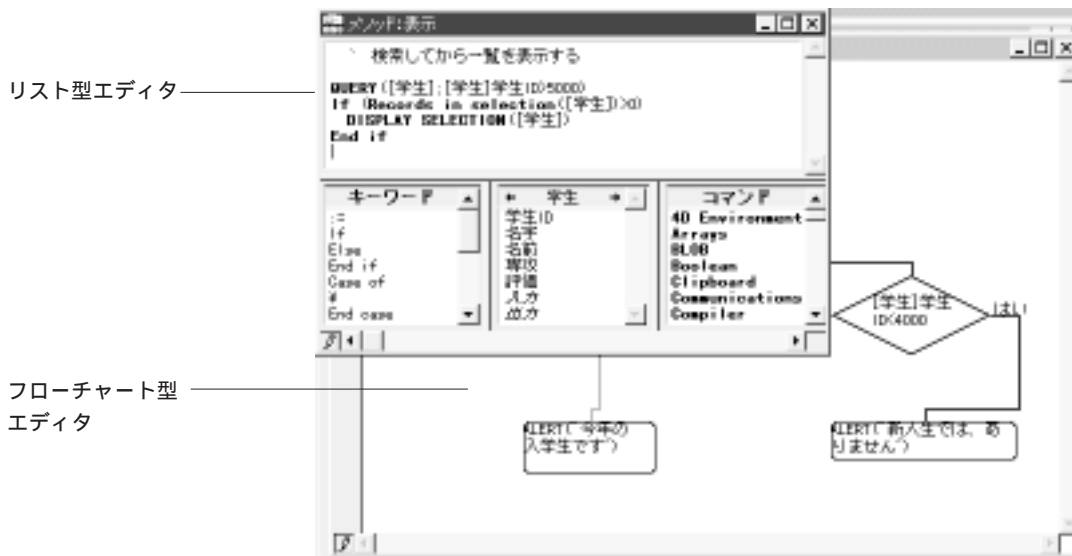 メソッド:表示
` 検索してから一覧を表示する
QUERY([学生];[学生]学生ID>5000)
If (Records in selection([学生])>0)
DISPLAY SELECTION([学生])
End if
リスト型エディタ
キーワード
:=
If
Else
End if
Case of
End case
学生
学生ID
名字
名前
専攻
評価
入力
出力
コマンド
4D Environment
Arrays
BLOB
Boolean
Clipboard
Communications
Compiler
[学生]学生
ID<4000
はい
フローチャート型
エディタ
ALERT("今年の
入学生です")
ALERT("新入生では、あ
りません")